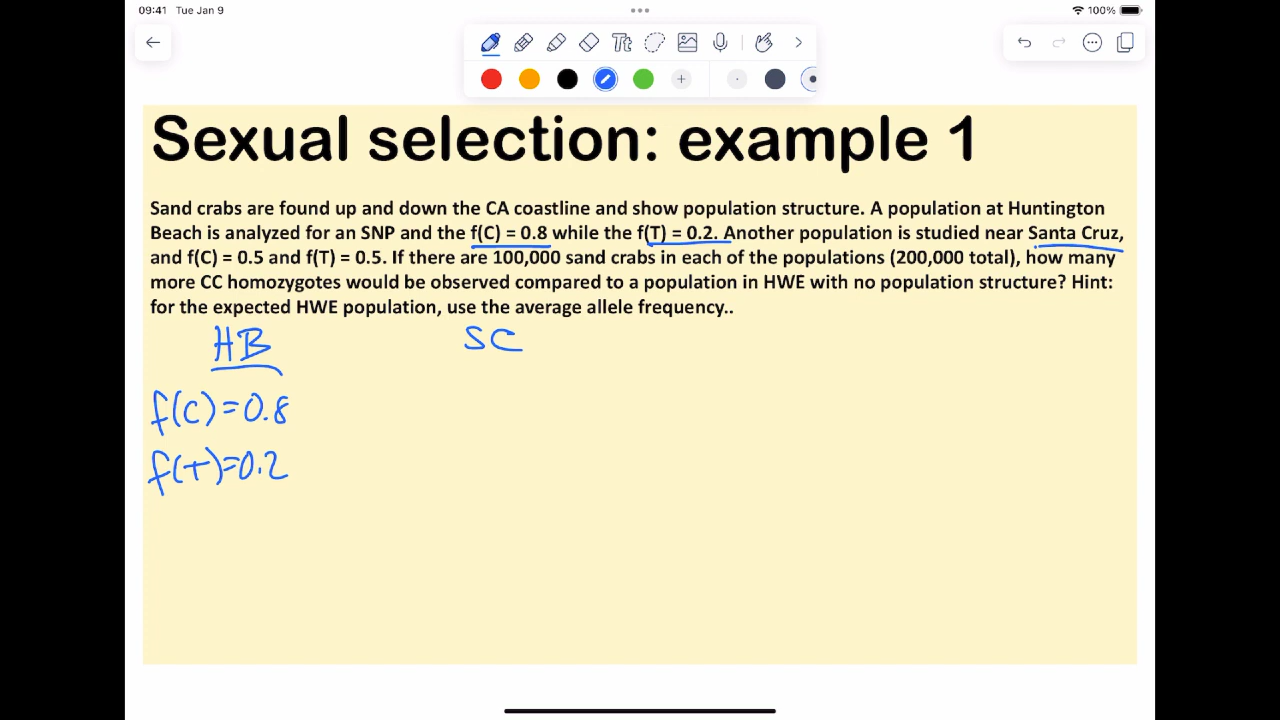 09:41 Tue Jan 9
100%
Tt
Sexual selection: example 1
Sand crabs are found up and down the CA coastline and show population structure. A population at Huntington
Beach is analyzed for an SNP and the f(C) = 0.8 while the f(T) = 0.2. Another population is studied near Santa Cruz,
and f(C) = 0.5 and f(T) = 0.5. If there are 100,000 sand crabs in each of the populations (200,000 total), how many
more CC homozygotes would be observed compared to a population in HWE with no population structure? Hint:
for the expected HWE population, use the average allele frequency..
HB SC
f(C)=0.8
f(T)=0.2